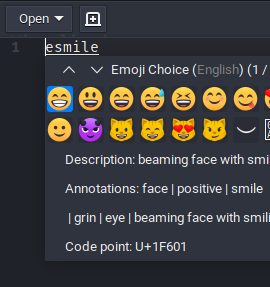 Open
1 esmile
Emoji Choice (English) (1 /
Description: beaming face with smi
Annotations: face | positive | smile
| grin | eye | beaming face with smili
Code point: U+1F601